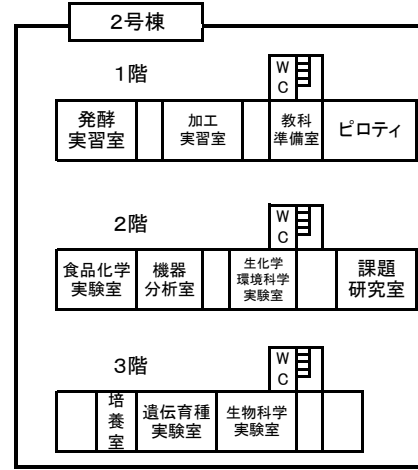 2号棟
1階
W
C
発酵
実習室
加工
実習室
教科
準備室
ピロティ
2階
W
C
食品化学
実験室
機器
分析室
生化学
環境科学
実験室
課題
研究室
3階
W
C
培
養
室
遺伝育種
実験室
生物科学
実験室